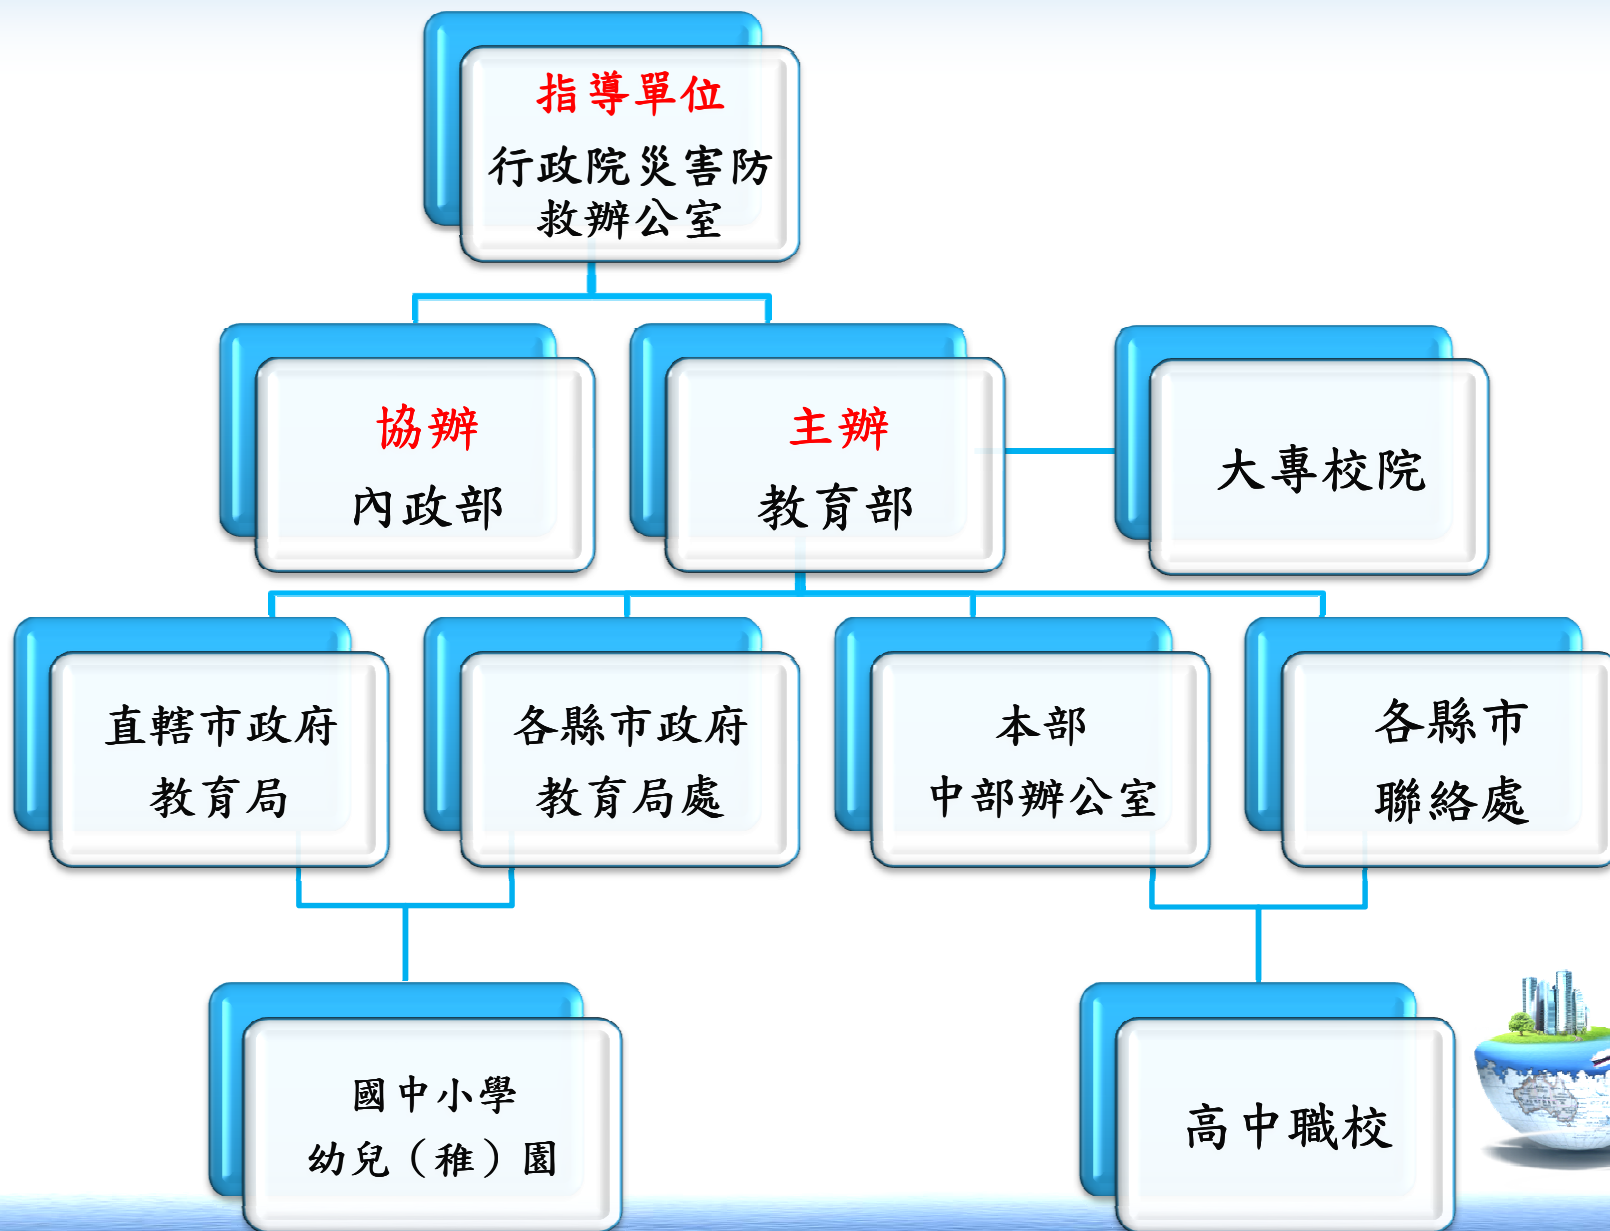 指導單位
行政院災害防
救辦公室
協辦
內政部
主辦
教育部
大專校院
直轄市政府
教育局
各縣市政府
教育局處
本部
中部辦公室
各縣市
聯絡處
國中小學
幼兒（稚）園
高中職校